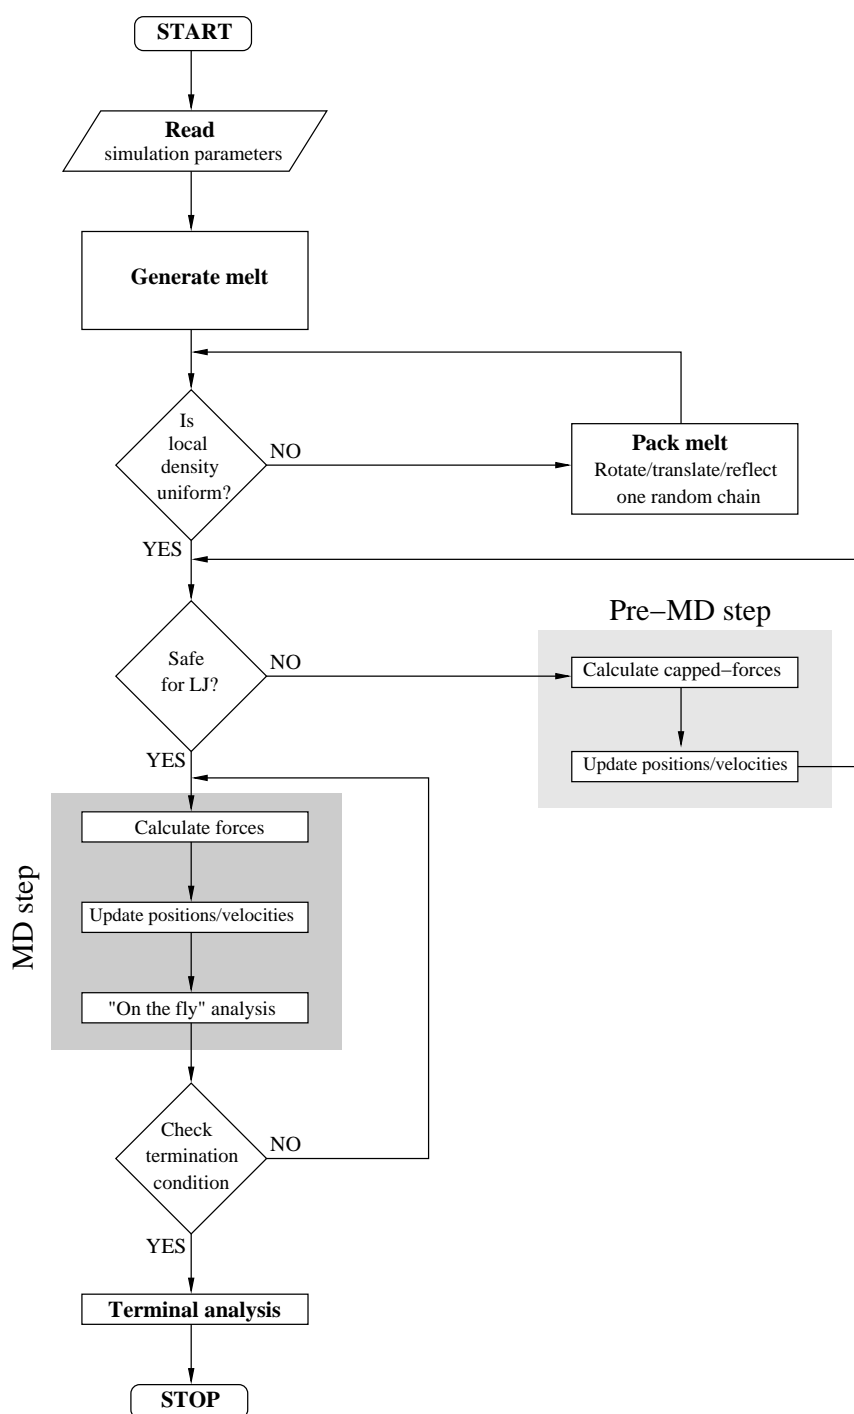 START
Read
simulation parameters
Generate melt
Is
local
density
uniform?
NO
Pack melt
Rotate/translate/reflect
one random chain
YES
Pre−MD step
Safe
for LJ?
NO
Calculate capped−forces
Update positions/velocities
YES
MD step
Calculate forces
Update positions/velocities
"On the fly" analysis
Check
termination
condition
NO
YES
Terminal analysis
STOP